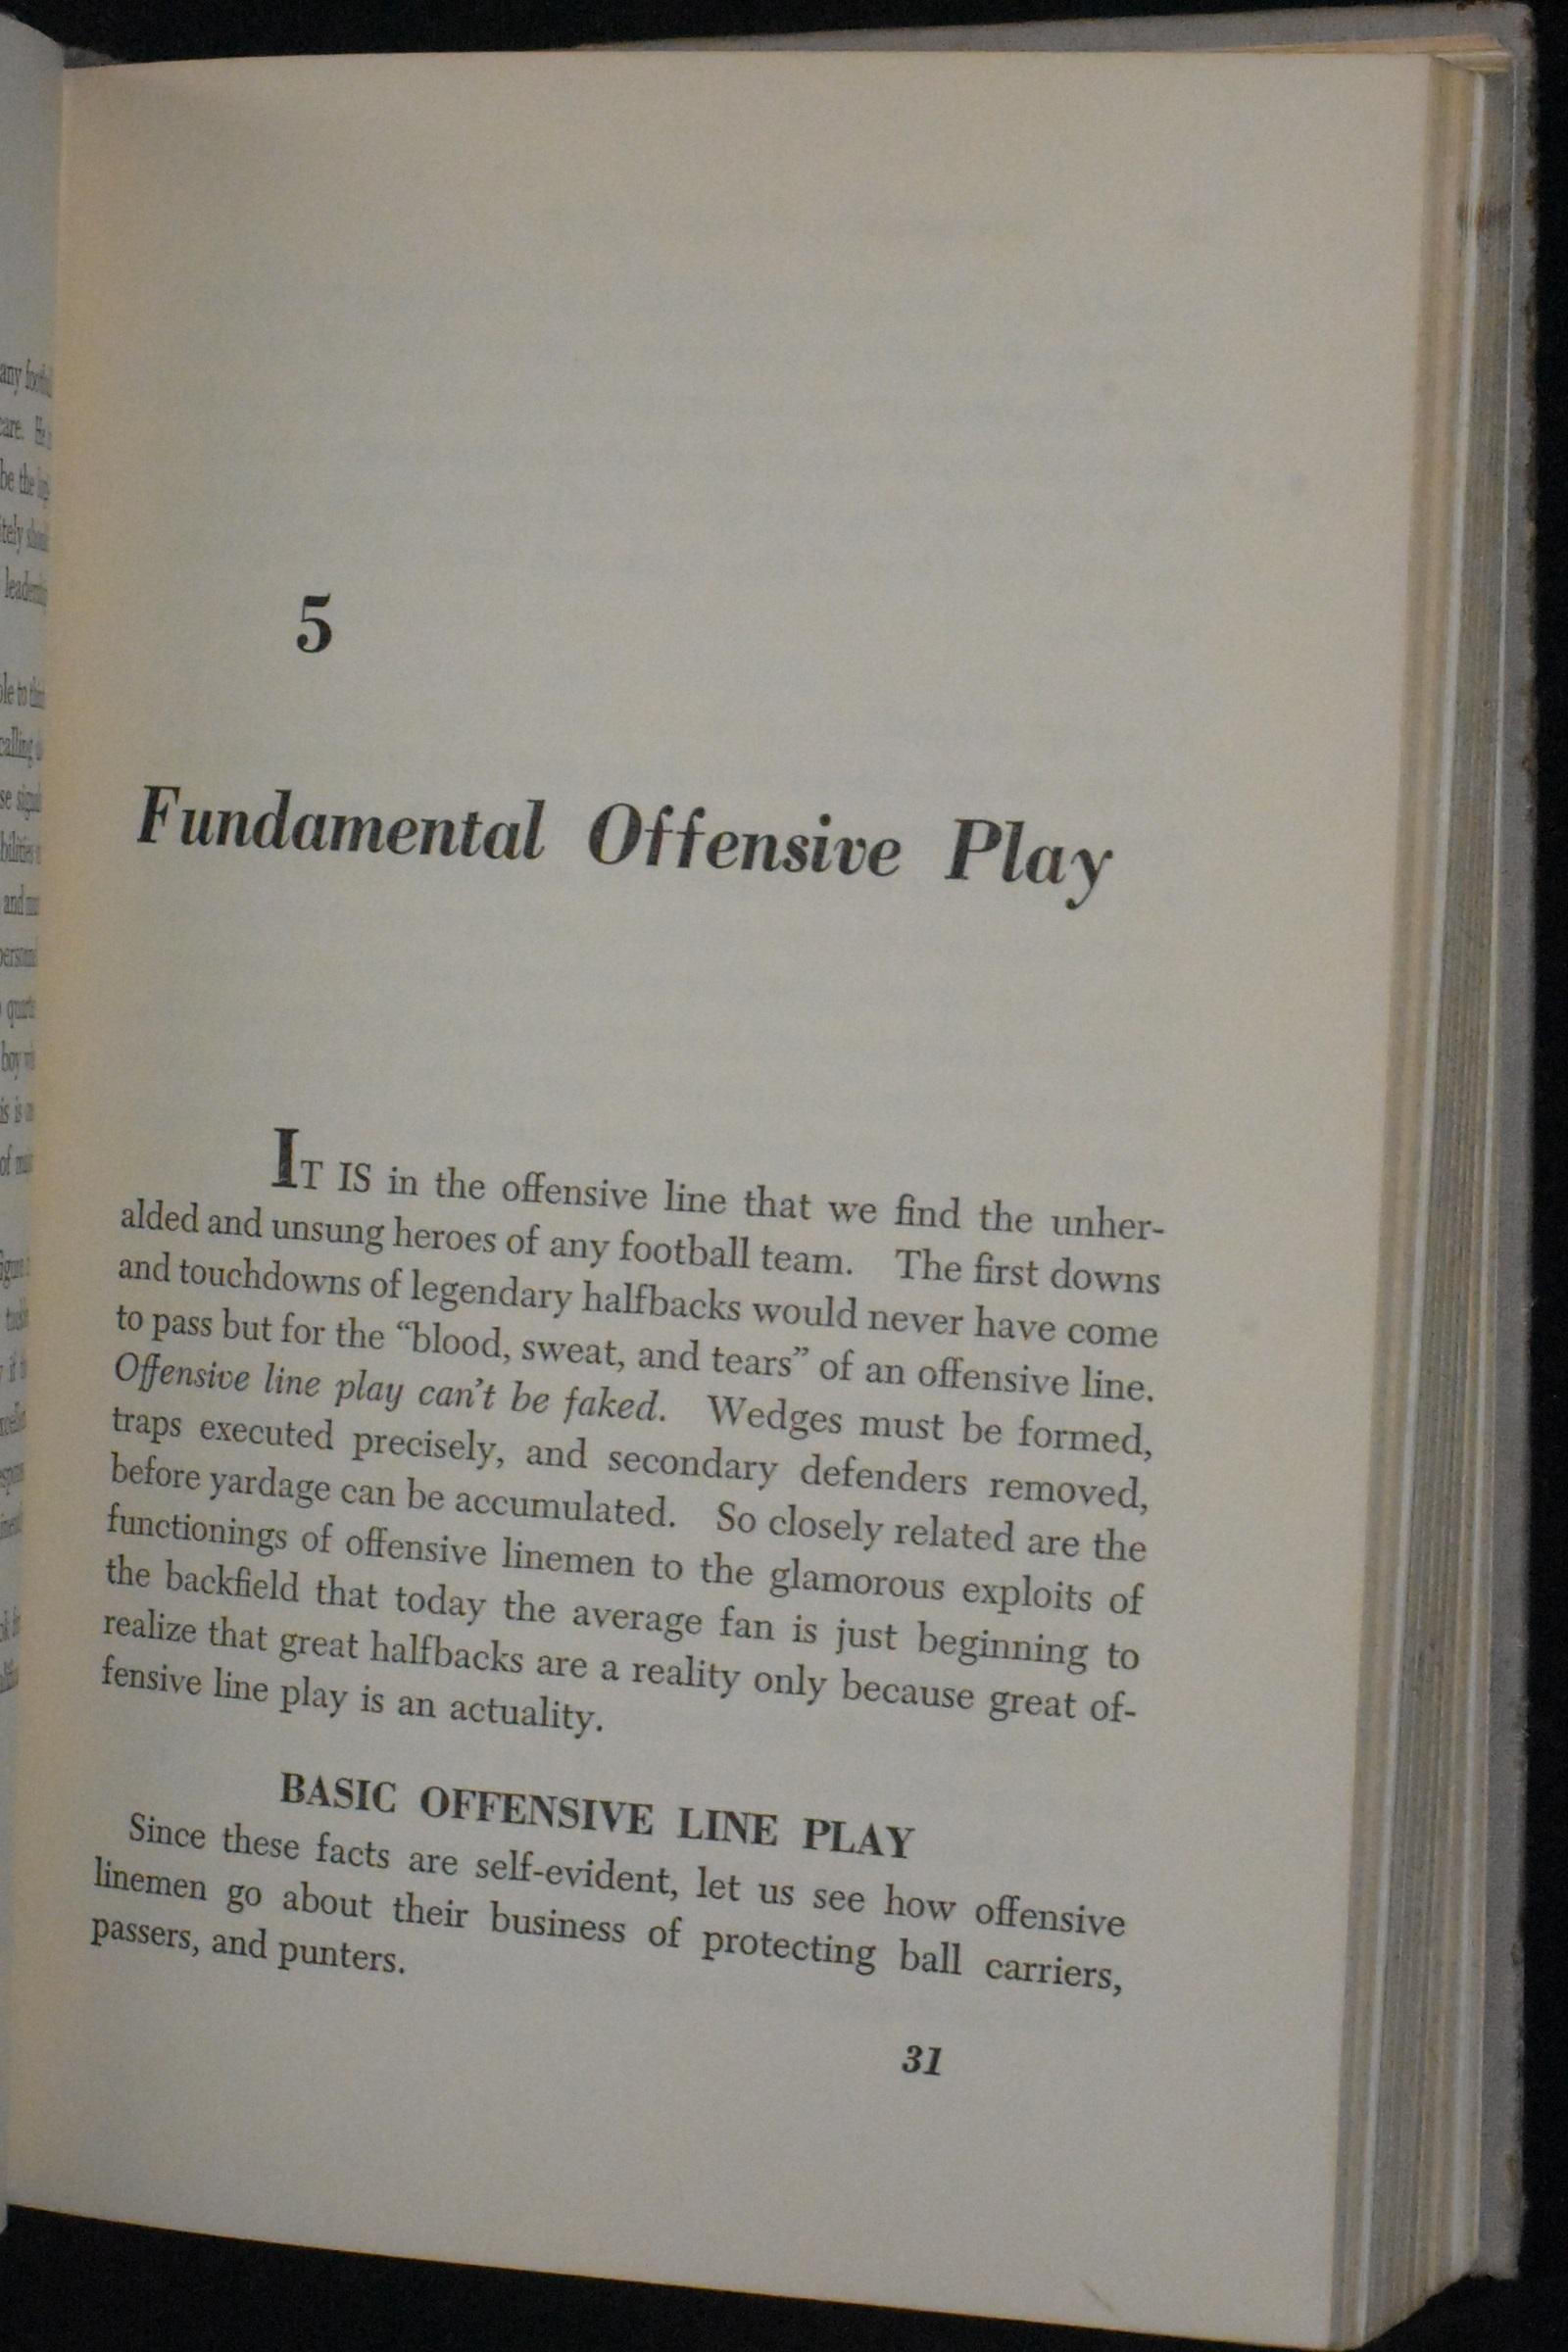 any
care.
be the
5
Fundamental Offensive Play
IT IS in the offensive line that we find the unher-
alded and unsung heroes of any football team. The first downs
and touchdowns of legendary halfbacks would never have come
to pass but for the “blood, sweat, and tears” of an offensive line.
Offensive line play can’t be faked. Wedges must be formed,
traps executed precisely, and secondary defenders removed,
before yardage can be accumulated. So closely related are the
functionings of offensive linemen to the glamorous exploits of
the backfield that today the average fan is just beginning to
realize that great halfbacks are a reality only because great of-
fensive line play is an actuality.
BASIC OFFENSIVE LINE PLAY
Since these facts are self-evident, let us see how offensive
linemen go about their business of protecting ball carriers,
passers, and punters.
31